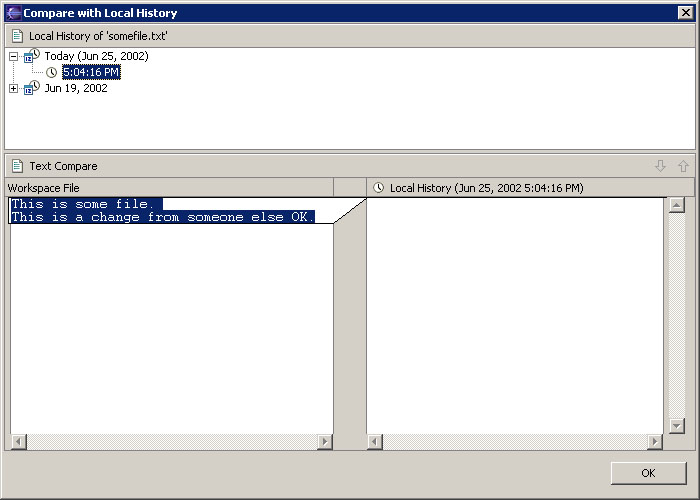 Compare with Local History
Local History of 'somefile.txt'
Today (Jun 25, 2002)
5:04:16 PM
Jun 19, 2002
Text Compare
Workspace File
Local History (Jun 25, 2002 5:04:16 PM)
This is some file.
This is a change from someone else OK.
OK